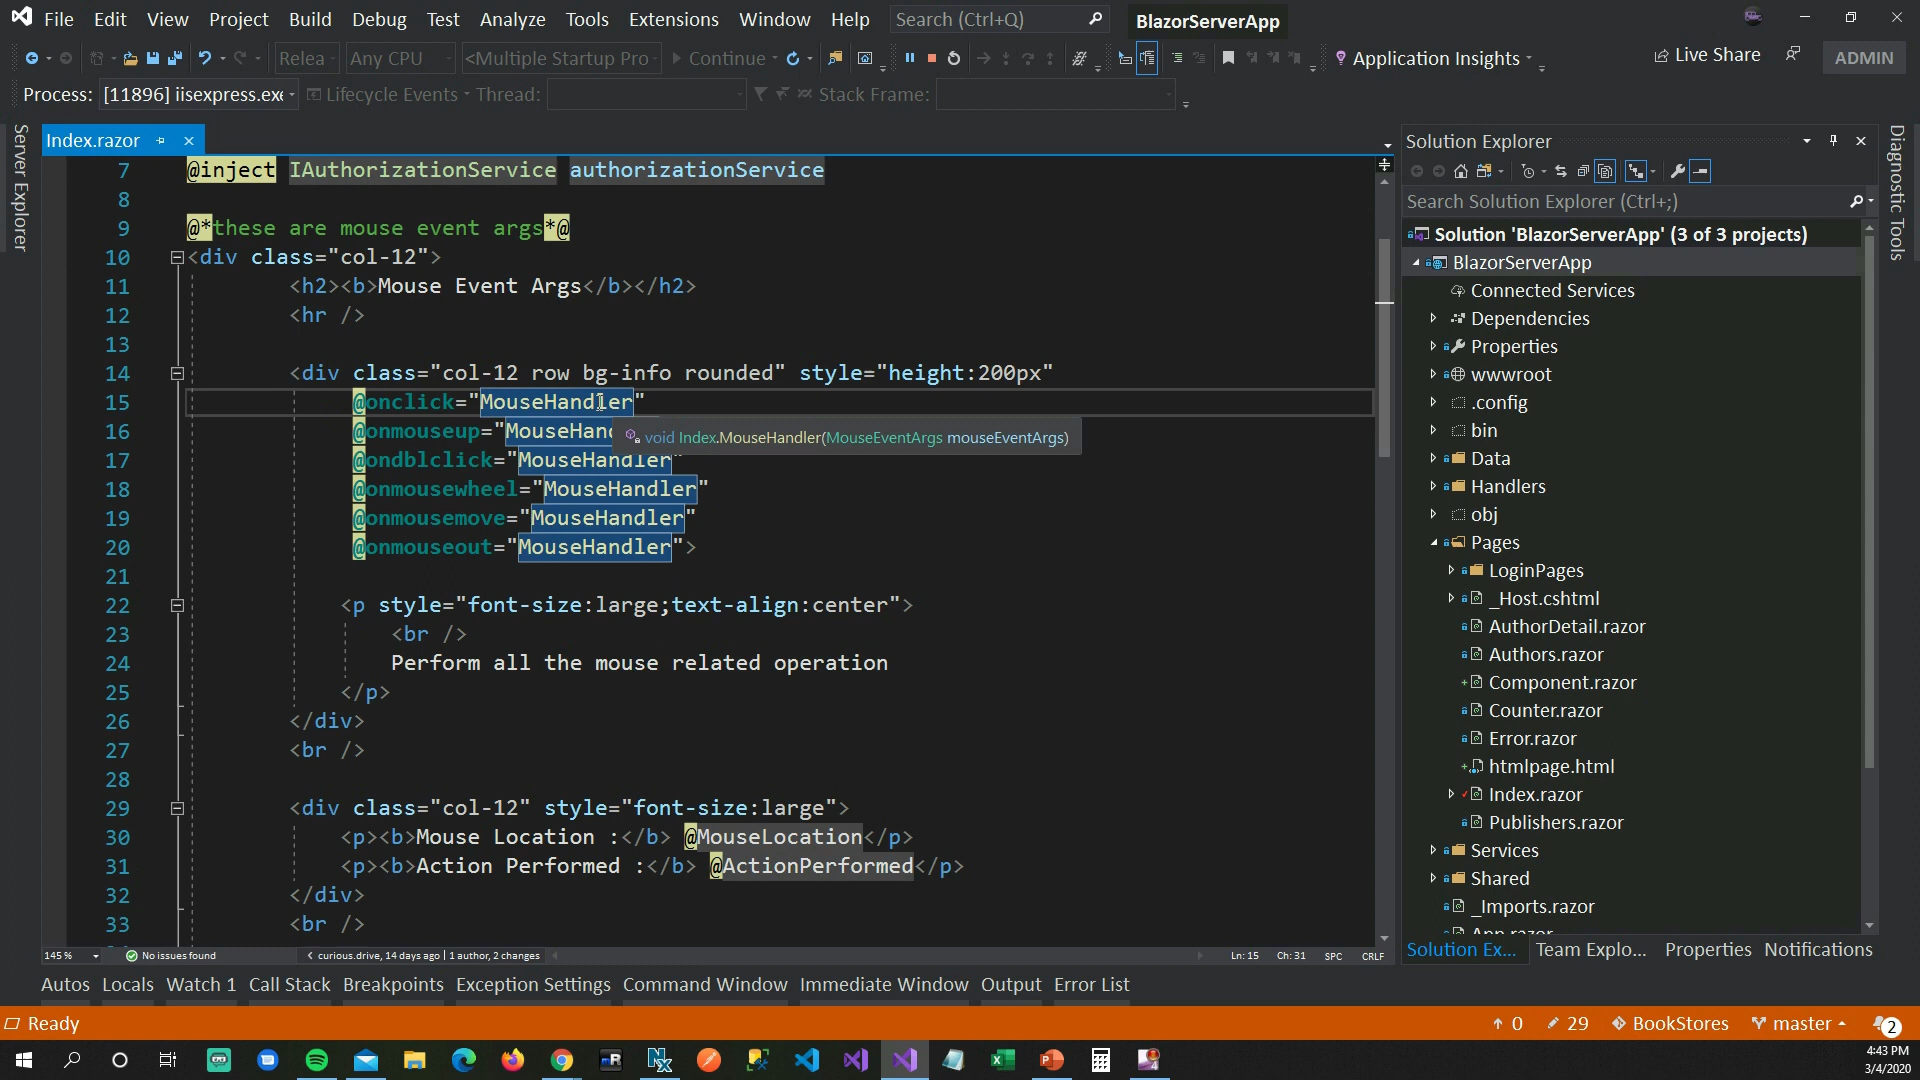 File Edit View Project Build Debug Test Analyze Tools Extensions Window Help Search (Ctrl+Q) BlazorServerApp
Relea Any CPU <Multiple Startup Pro Continue Application Insights Live Share ADMIN
Process: [11896] iisexpress.exe Lifecycle Events Thread: Stack Frame:
Server Explorer
Index.razor
7 @inject IAuthorizationService authorizationService
8
9 @*these are mouse event args*@
10 <div class="col-12">
11 <h2><b>Mouse Event Args</b></h2>
12 <hr />
13
14 <div class="col-12 row bg-info rounded" style="height:200px"
15 @onclick="MouseHandler"
16 @onmouseup="MouseHand
void Index.MouseHandler(MouseEventArgs mouseEventArgs)
17 @ondblclick="MouseHandler"
18 @onmousewheel="MouseHandler"
19 @onmousemove="MouseHandler"
20 @onmouseout="MouseHandler">
21
22 <p style="font-size:large;text-align:center">
23 <br />
24 Perform all the mouse related operation
25 </p>
26 </div>
27 <br />
28
29 <div class="col-12" style="font-size:large">
30 <p><b>Mouse Location :</b> @MouseLocation</p>
31 <p><b>Action Performed :</b> @ActionPerformed</p>
32 </div>
33 <br />
145 % No issues found < curious.drive, 14 days ago | 1 author, 2 changes Ln: 15 Ch: 31 SPC CRLF
Solution Explorer
Search Solution Explorer (Ctrl+;)
Solution 'BlazorServerApp' (3 of 3 projects)
BlazorServerApp
Connected Services
Dependencies
Properties
wwwroot
.config
bin
Data
Handlers
obj
Pages
LoginPages
_Host.cshtml
AuthorDetail.razor
Authors.razor
Component.razor
Counter.razor
Error.razor
htmlpage.html
Index.razor
Publishers.razor
Services
Shared
_Imports.razor
App.razor
Solution Ex... Team Explo... Properties Notifications
Diagnostic Tools
Autos Locals Watch 1 Call Stack Breakpoints Exception Settings Command Window Immediate Window Output Error List
Ready 0 29 BookStores master 2
4:43 PM
3/4/2020